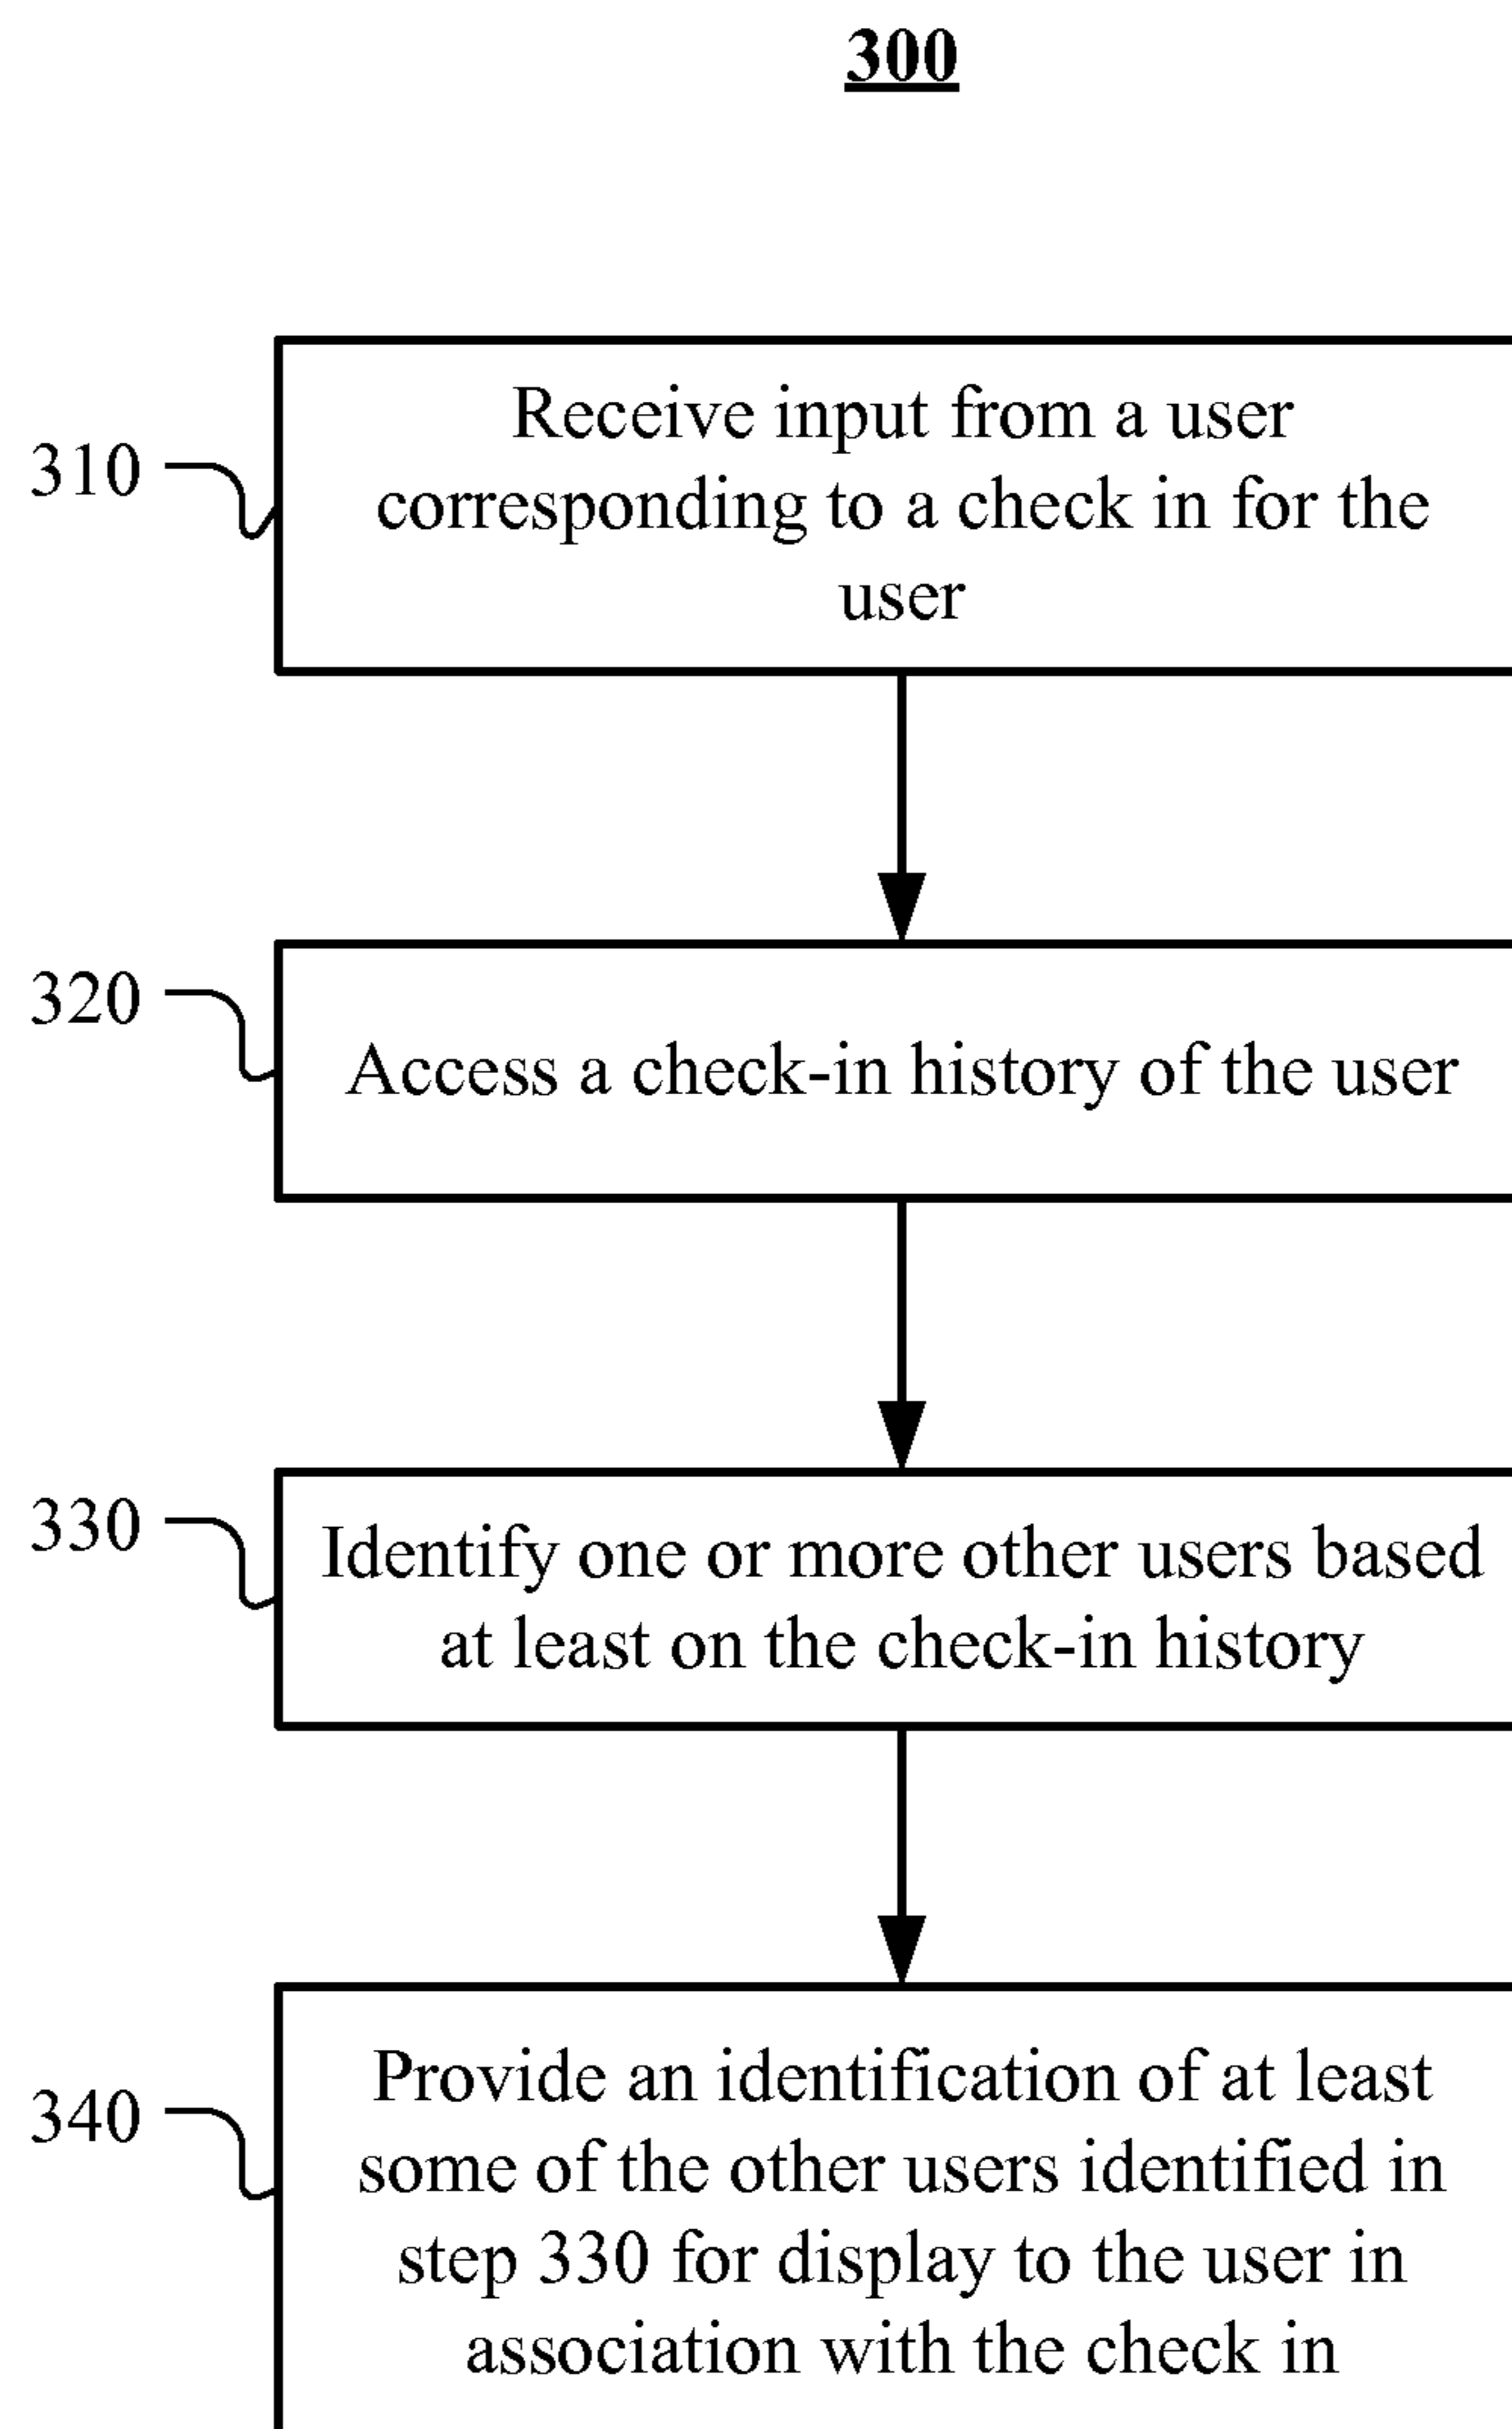 300
310
Receive input from a user
corresponding to a check in for the
user
320
Access a check-in history of the user
330
Identify one or more other users based
at least on the check-in history
340
Provide an identification of at least
some of the other users identified in
step 330 for display to the user in
association with the check in